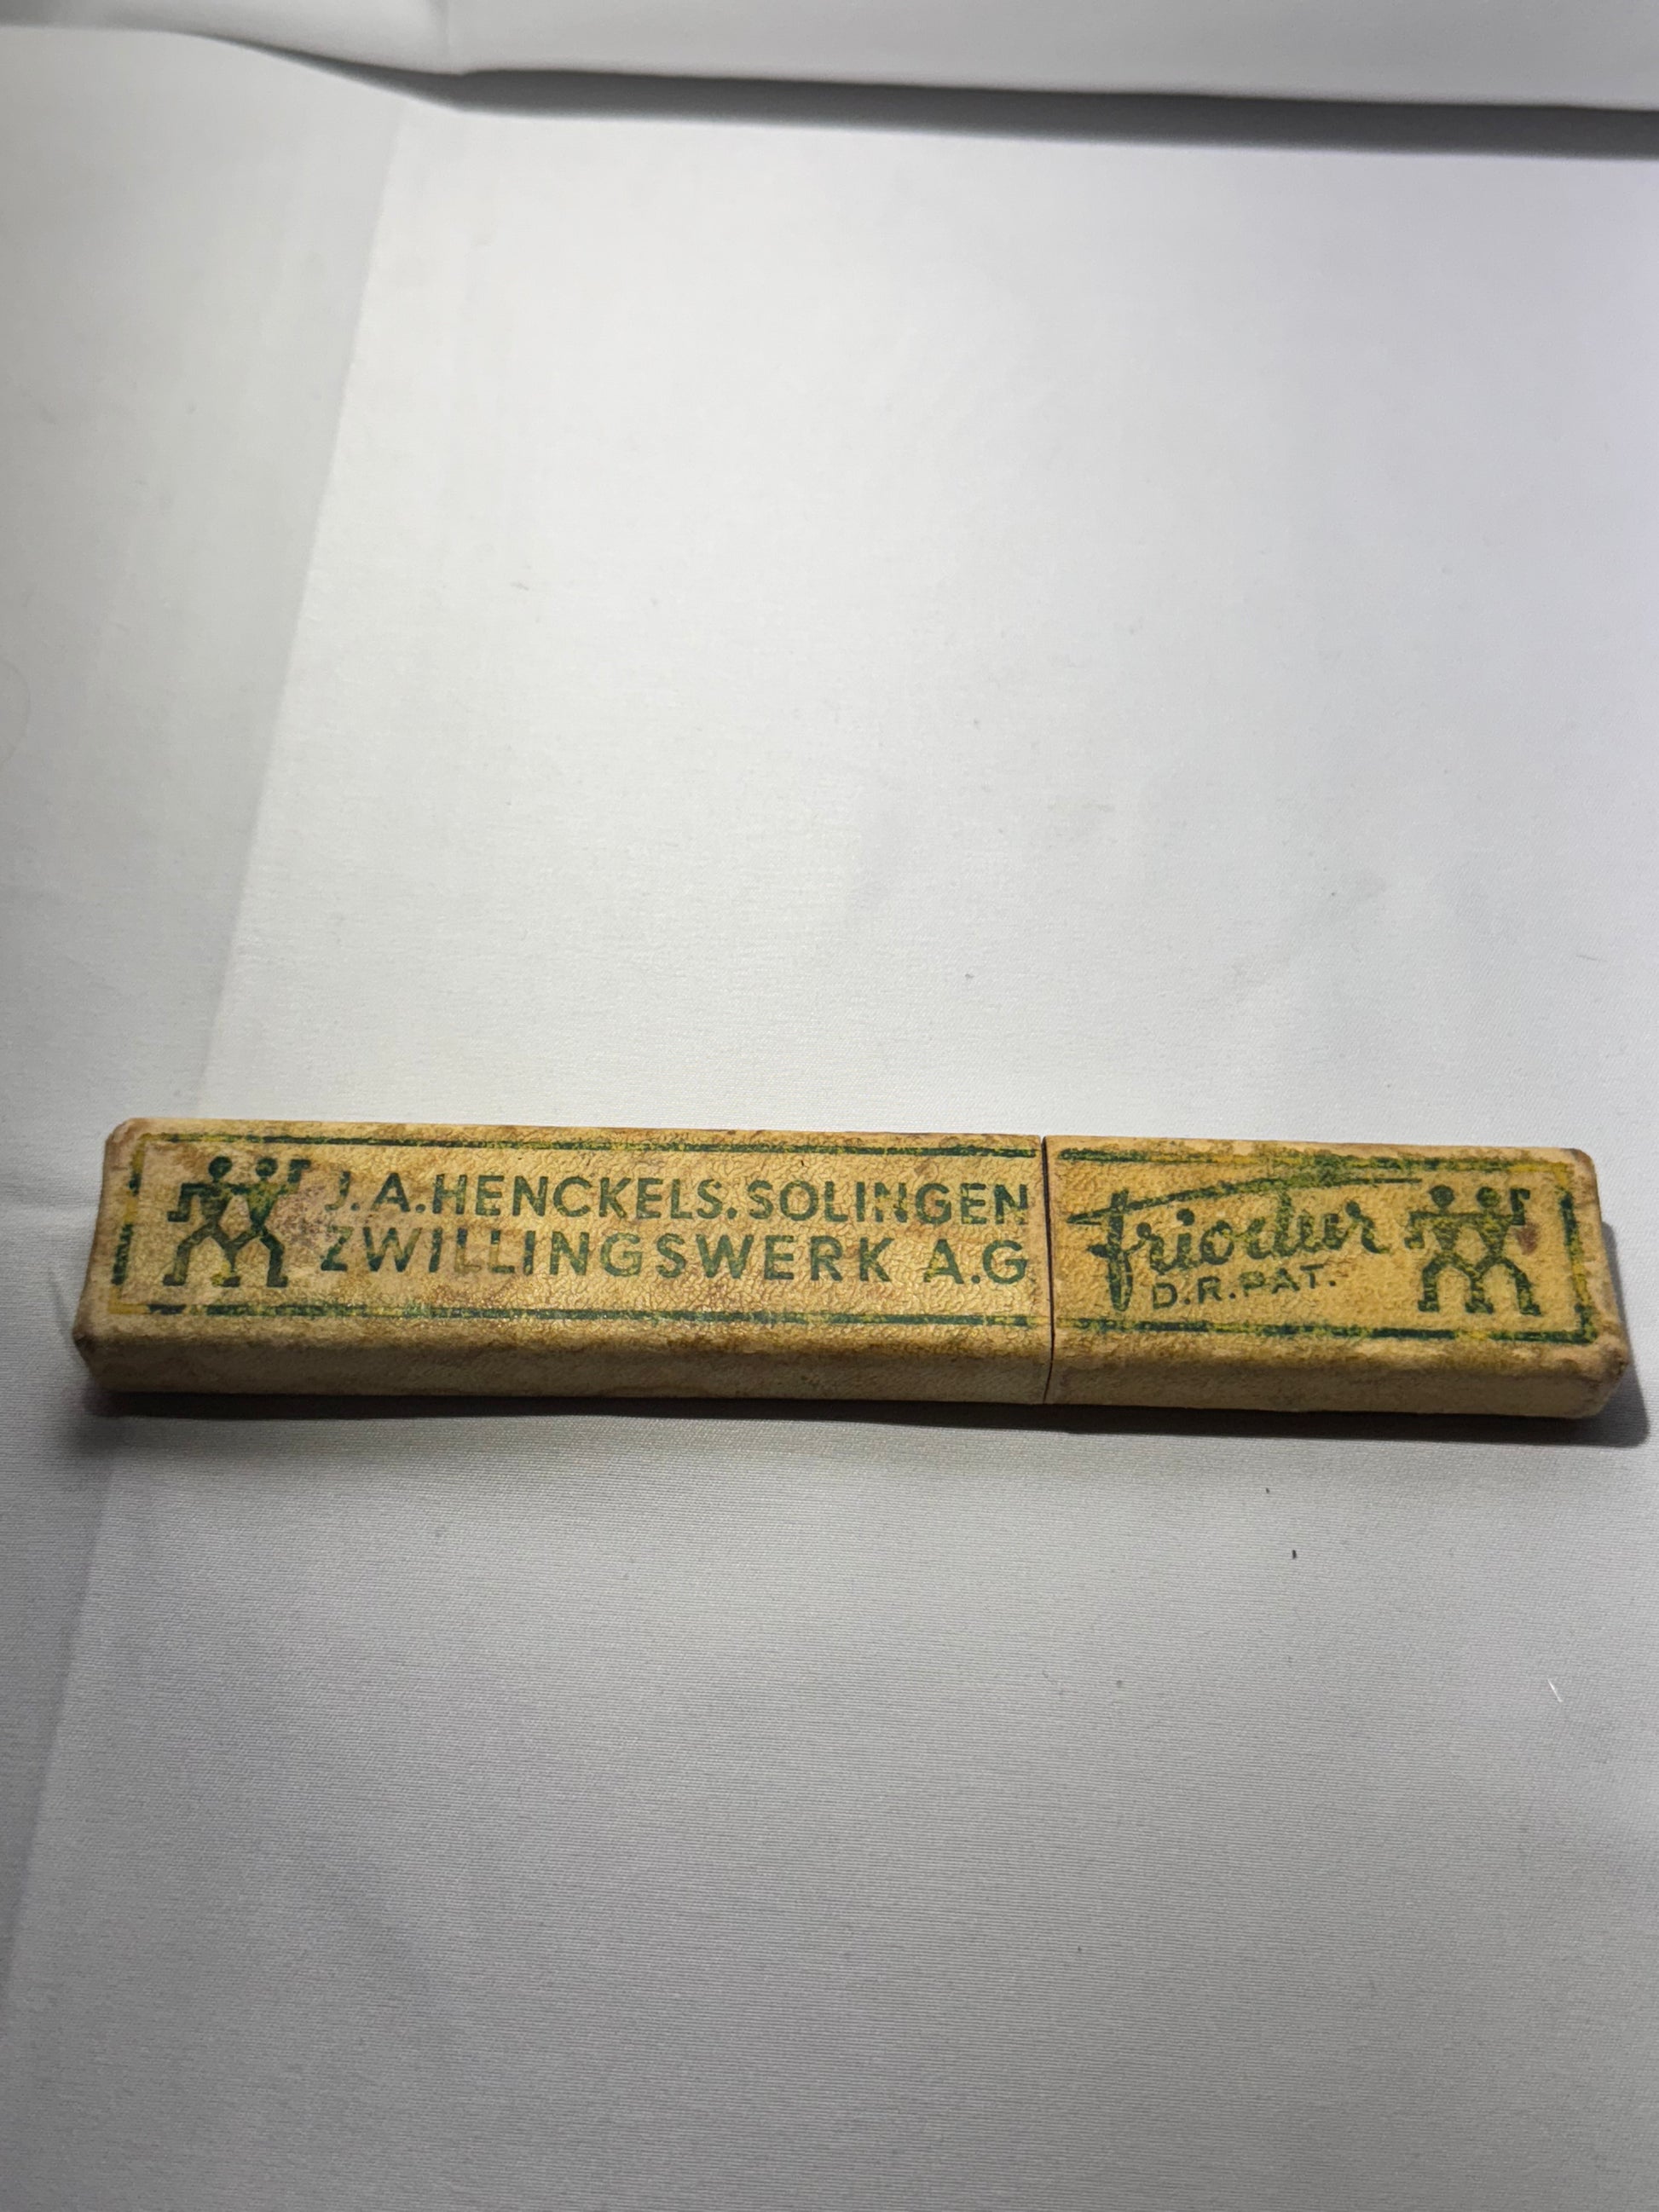 J.A.HENCKELS.SOLINGEN
ZWILLINGSWERK A.G.
friodur
D.R.PAT.